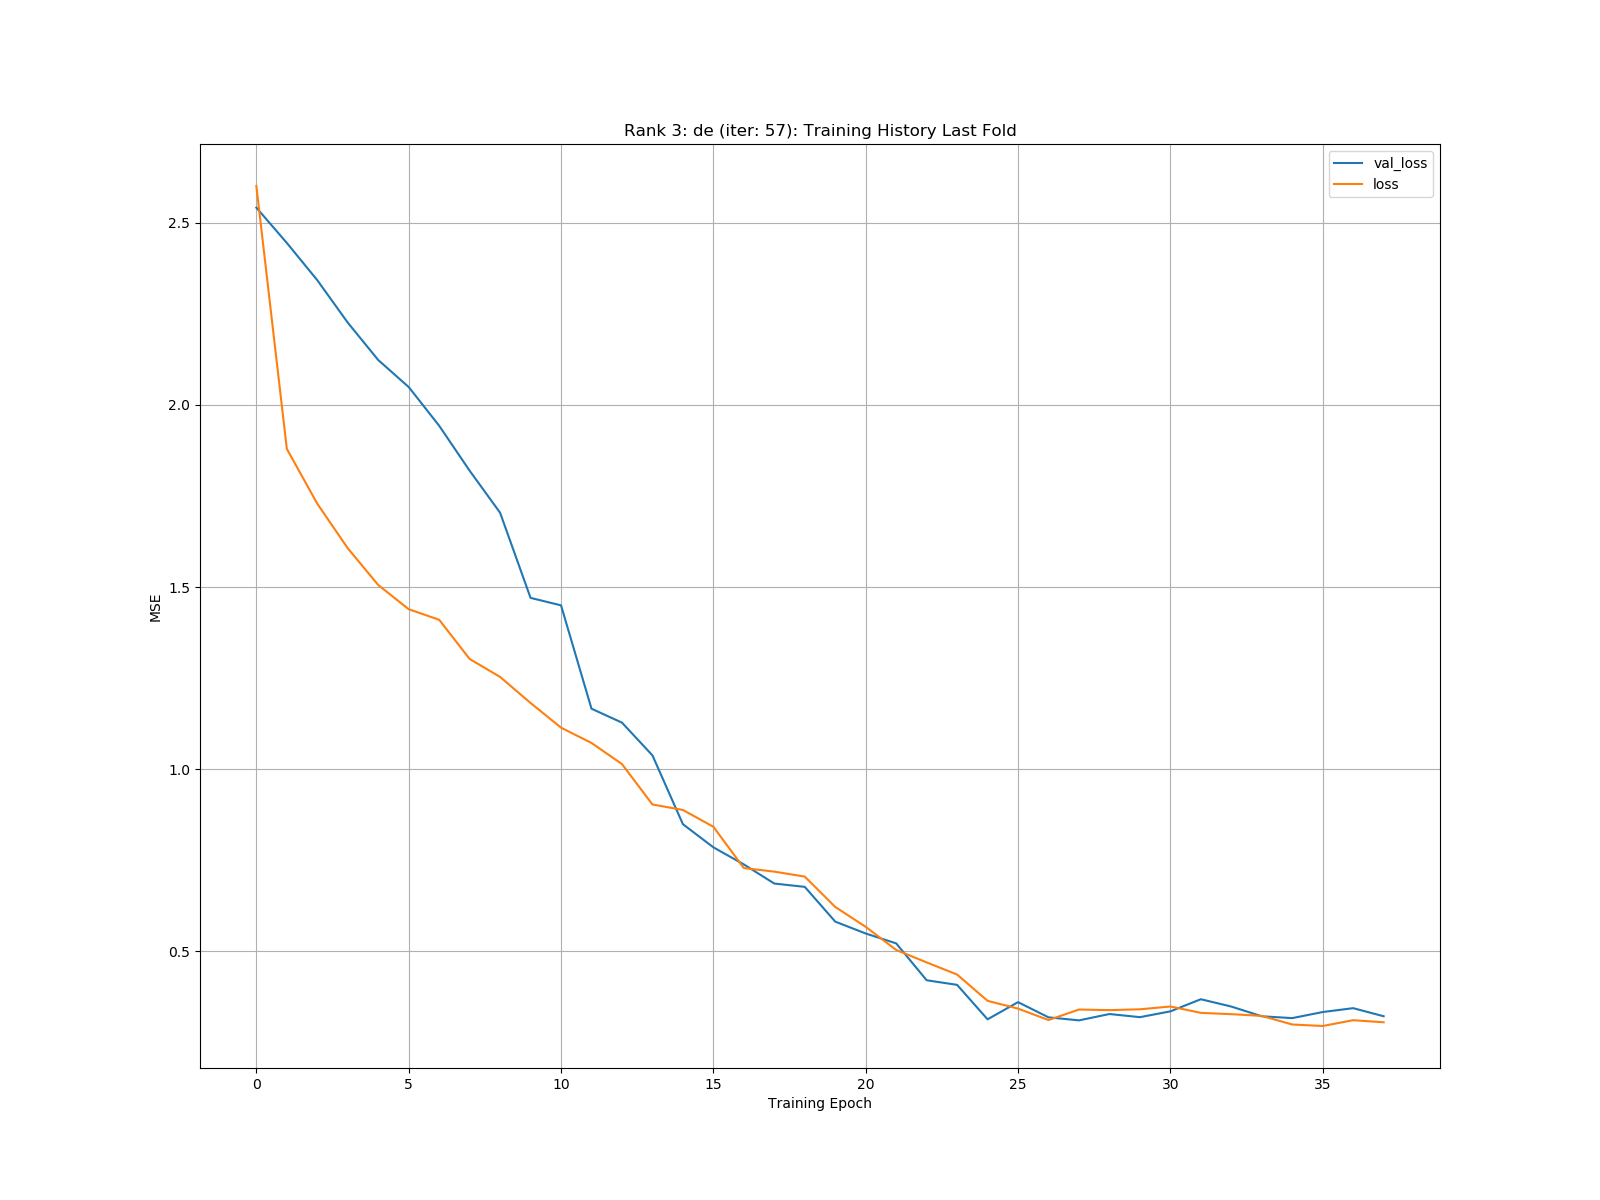 Rank 3: de (iter: 57): Training History Last Fold
val_loss
loss
MSE
2.5
2.0
1.5
1.0
0.5
0 5 10 15 20 25 30 35
Training Epoch